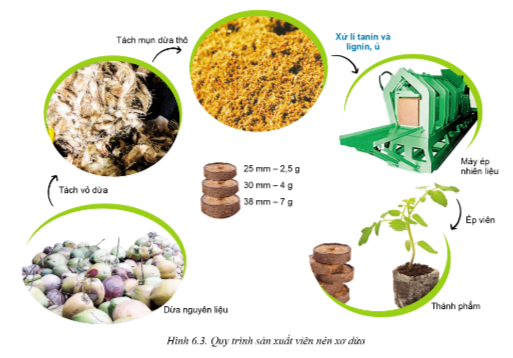 Tách mụn dừa thô
Xử lí tanin và
lignin, ủ
Tách vỏ dừa
25 mm – 2,5 g
30 mm – 4 g
38 mm – 7 g
Máy ép
nhiên liệu
Ép viên
Dừa nguyên liệu
Thành phẩm
Hình 6.3. Quy trình sản xuất viên nén xơ dừa